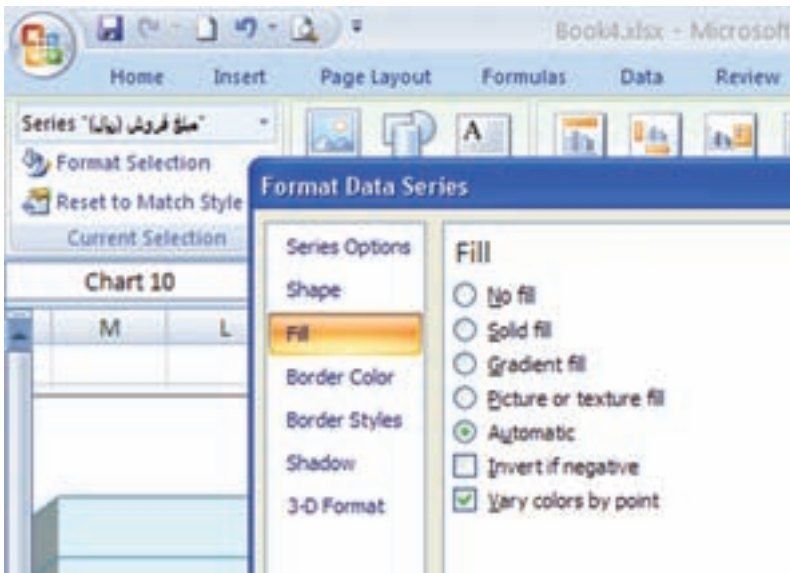 Book4.xlsx - Microsoft
Home Insert Page Layout Formulas Data Review
Series "مبلغ فروش (ریال)"
Format Selection
Reset to Match Style
Current Selection
Chart 10
M L
Format Data Series
Series Options
Shape
Fill
Border Color
Border Styles
Shadow
3-D Format
Fill
No fill
Solid fill
Gradient fill
Picture or texture fill
Automatic
Invert if negative
Vary colors by point